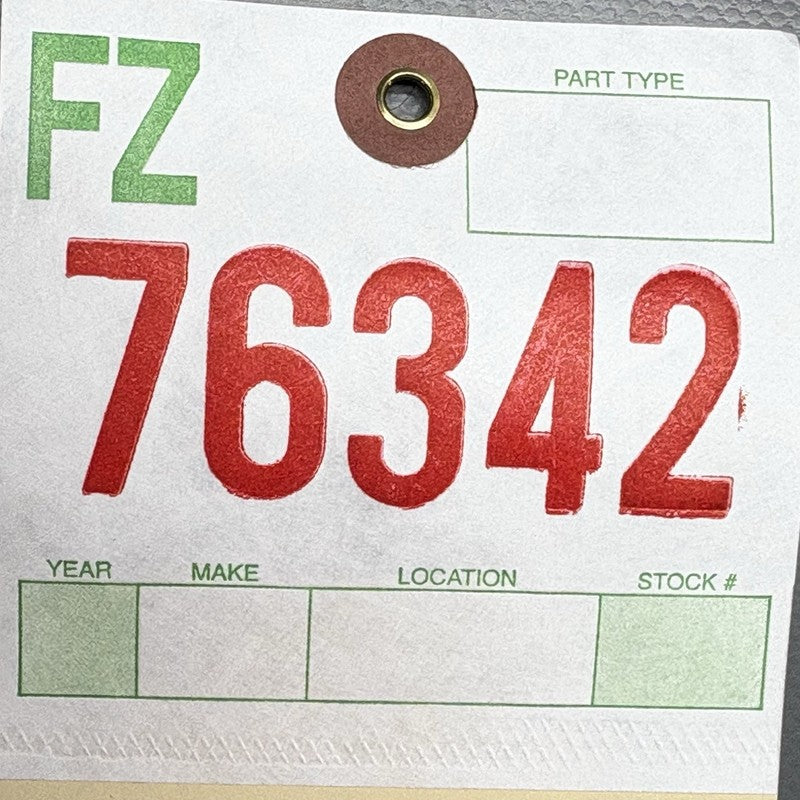 FZ
PART TYPE
76342
YEAR MAKE LOCATION STOCK #